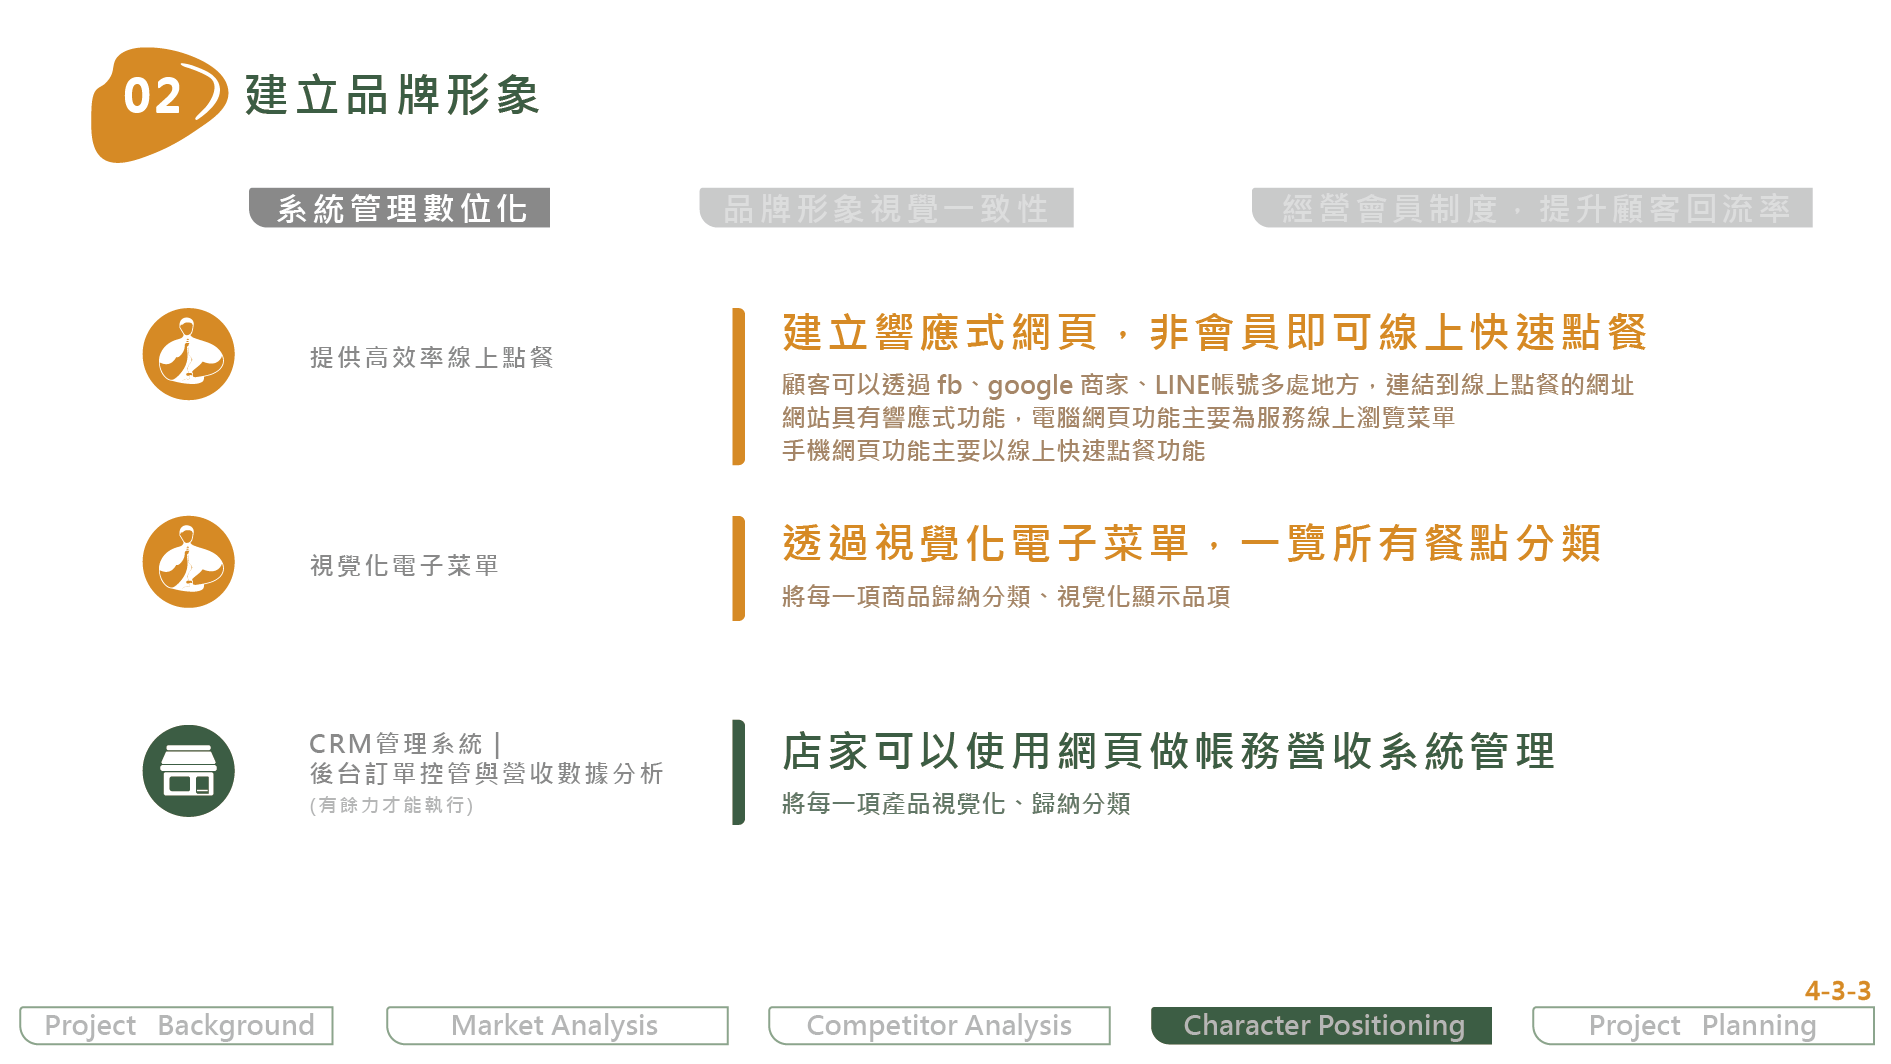 02 建立品牌形象
系統管理數位化
品牌形象視覺一致性
經營會員制度，提升顧客回流率
提供高效率線上點餐
建立響應式網頁，非會員即可線上快速點餐
顧客可以透過 fb、google 商家、LINE帳號多處地方，連結到線上點餐的網址
網站具有響應式功能，電腦網頁功能主要為服務線上瀏覽菜單
手機網頁功能主要以線上快速點餐功能
視覺化電子菜單
透過視覺化電子菜單，一覽所有餐點分類
將每一項商品歸納分類、視覺化顯示品項
CRM管理系統 |
後台訂單控管與營收數據分析
(有餘力才能執行)
店家可以使用網頁做帳務營收系統管理
將每一項產品視覺化、歸納分類
4-3-3
Project Background
Market Analysis
Competitor Analysis
Character Positioning
Project Planning